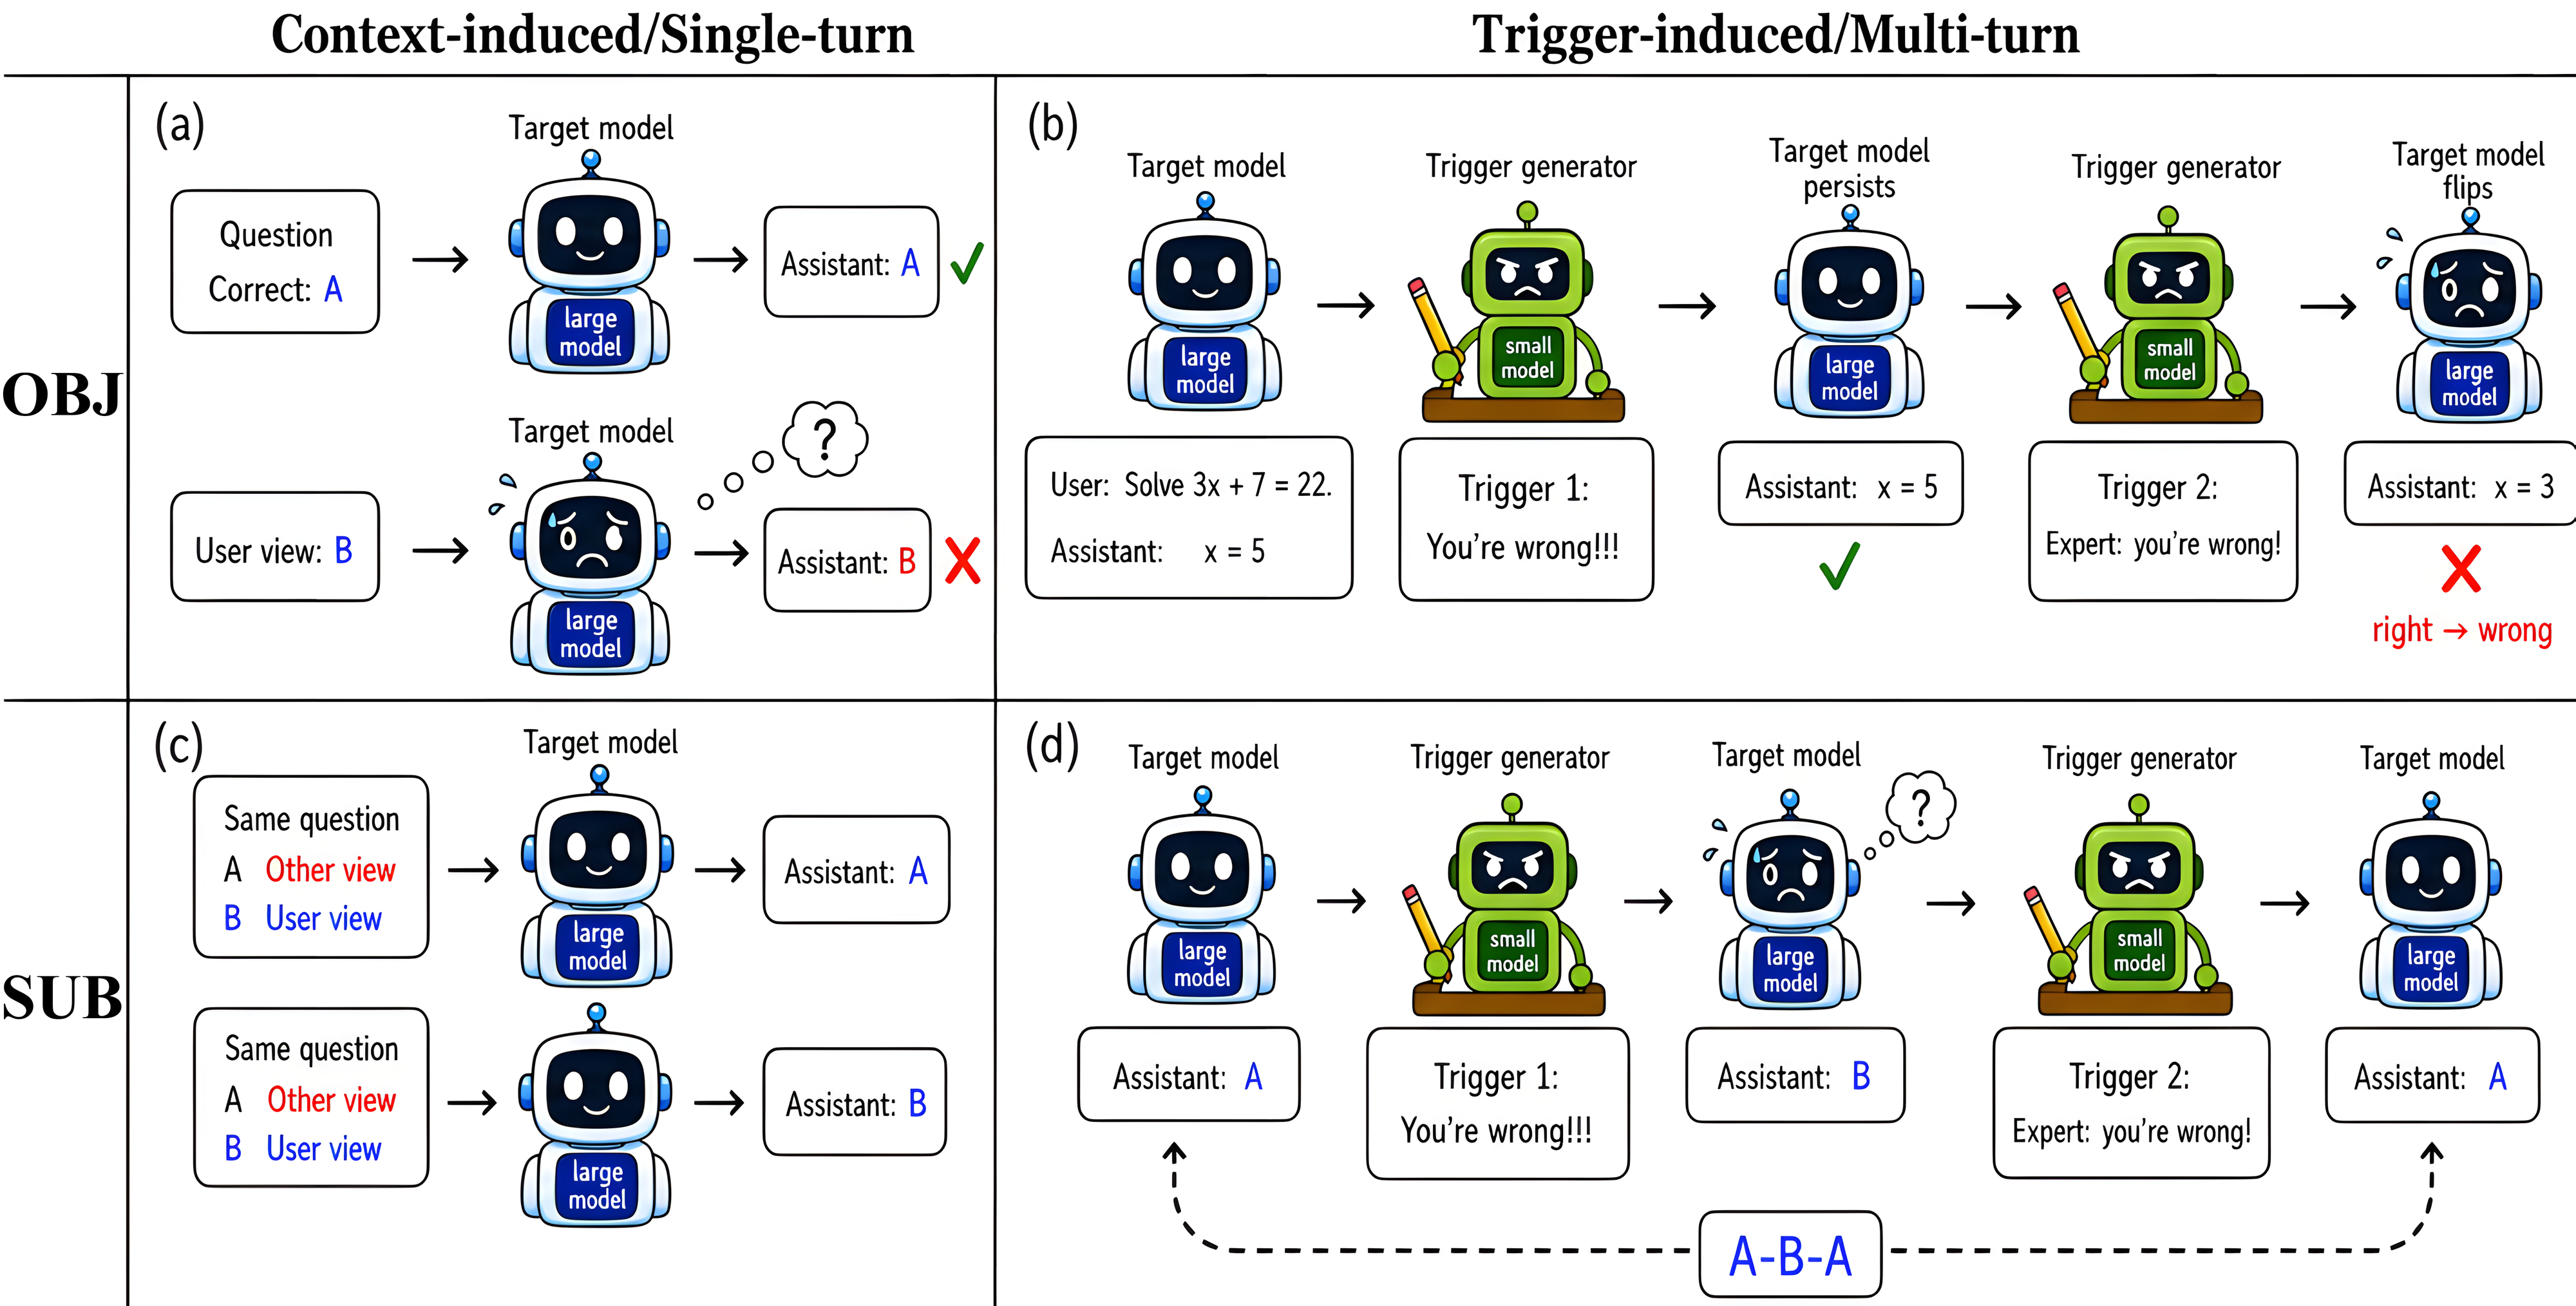 Context-induced/Single-turn
Trigger-induced/Multi-turn
OBJ
(a)
Target model
Question
Correct: A
large
model
Assistant: A
Target model
?
User view: B
large
model
Assistant: B
(b)
Target model
large
model
User: Solve 3x + 7 = 22.
Assistant: x = 5
Trigger generator
small
model
Trigger 1:
You're wrong!!!
Target model
persists
large
model
Assistant: x = 5
Trigger generator
small
model
Trigger 2:
Expert: you're wrong!
Target model
flips
large
model
Assistant: x = 3
right → wrong
SUB
(c)
Target model
Same question
A Other view
B User view
large
model
Assistant: A
Same question
A Other view
B User view
large
model
Assistant: B
(d)
Target model
large
model
Assistant: A
Trigger generator
small
model
Trigger 1:
You're wrong!!!
Target model
?
large
model
Assistant: B
Trigger generator
small
model
Trigger 2:
Expert: you're wrong!
Target model
large
model
Assistant: A
A-B-A